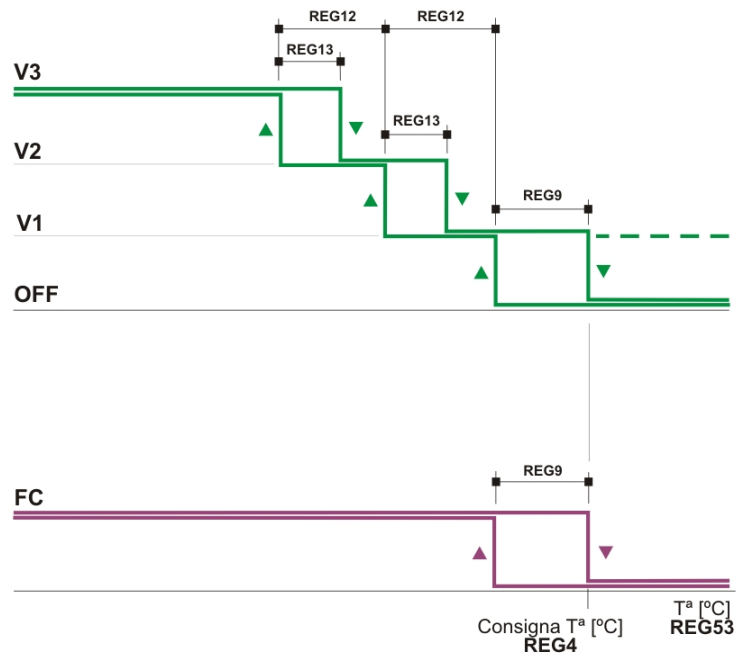 REG12 REG12
REG13
V3
REG13
V2
REG9
V1
OFF
REG9
FC
Consigna Tª [ºC]
REG4
Tª [ºC]
REG53